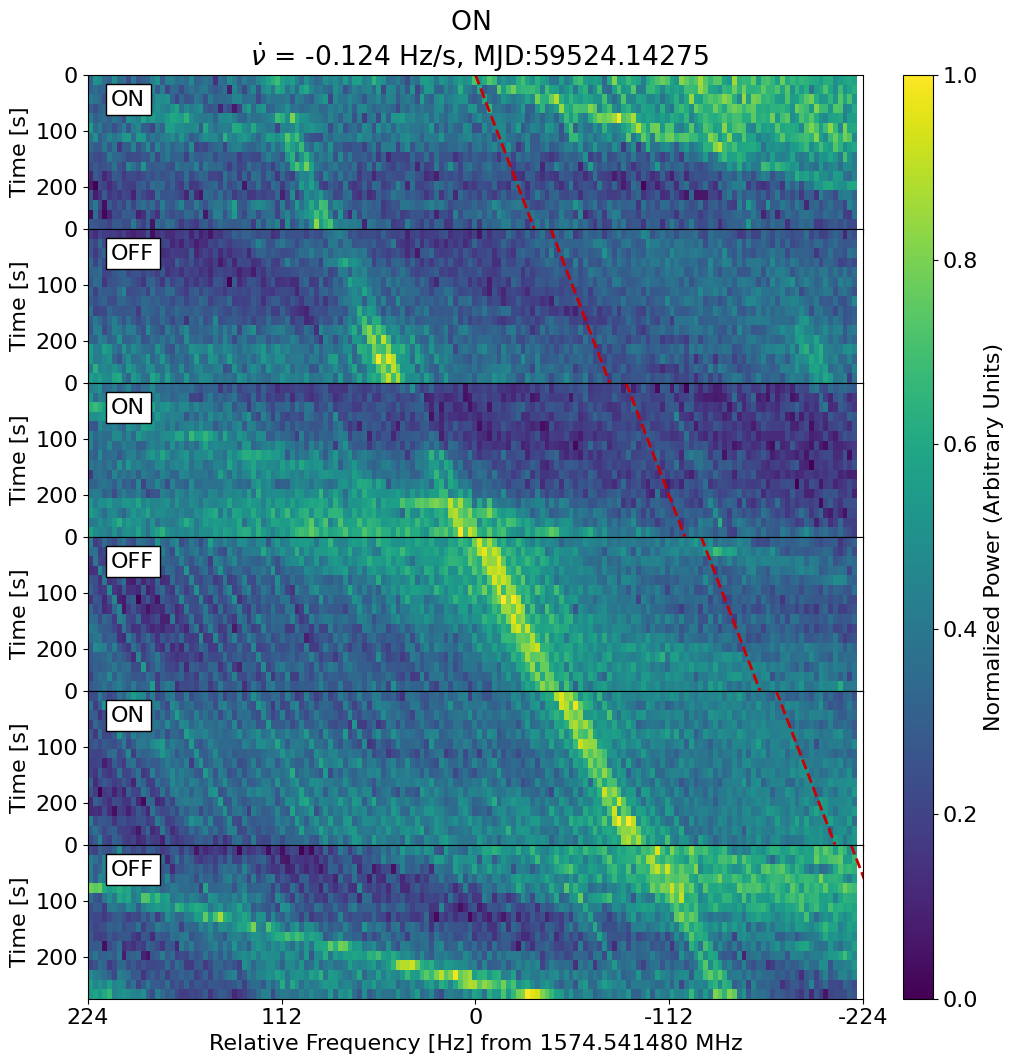 ON
ν̇ = -0.124 Hz/s, MJD:59524.14275
0
100
200
Time [s]
ON
0
100
200
Time [s]
OFF
0
100
200
Time [s]
ON
0
100
200
Time [s]
OFF
0
100
200
Time [s]
ON
0
100
200
Time [s]
OFF
224 112 0 -112 -224
Relative Frequency [Hz] from 1574.541480 MHz
1.0
0.8
0.6
0.4
0.2
0.0
Normalized Power (Arbitrary Units)